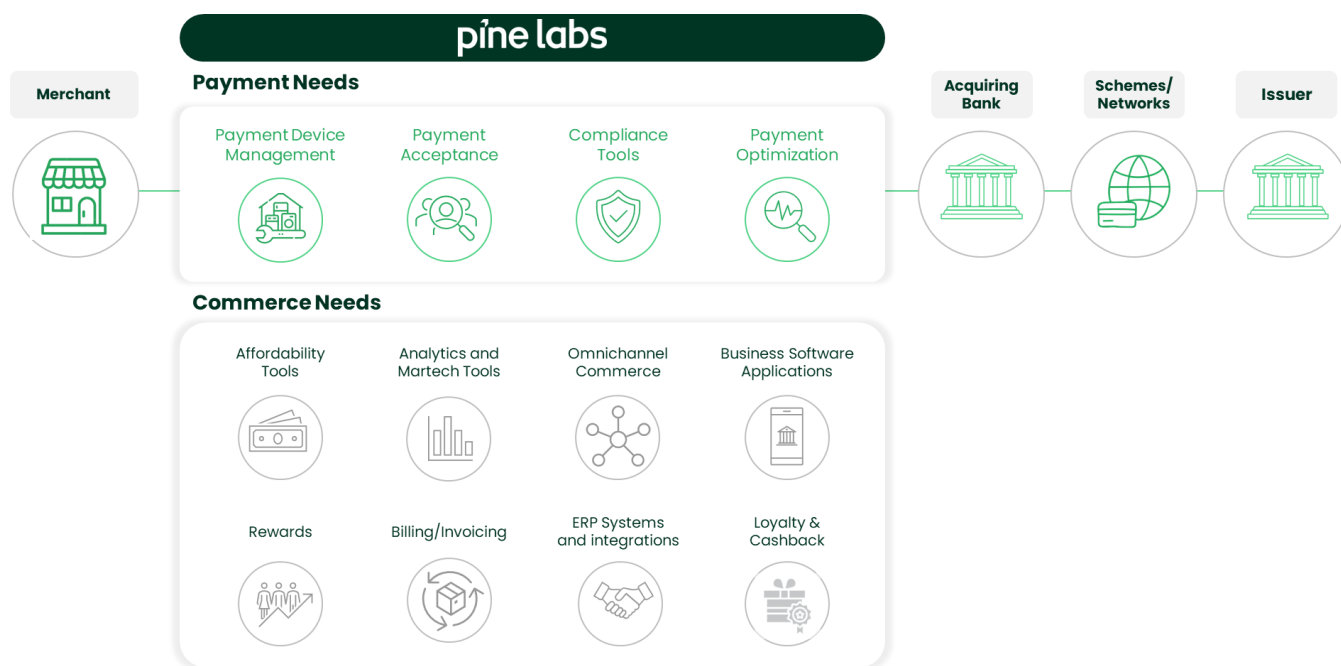 pine labs
Payment Needs
Merchant
Acquiring
Bank
Schemes/
Networks
Issuer
Payment Device
Management
Payment
Acceptance
Compliance
Tools
Payment
Optimization
Commerce Needs
Affordability
Tools
Analytics and
Martech Tools
Omnichannel
Commerce
Business Software
Applications
Rewards
Billing/Invoicing
ERP Systems
and integrations
Loyalty &
Cashback